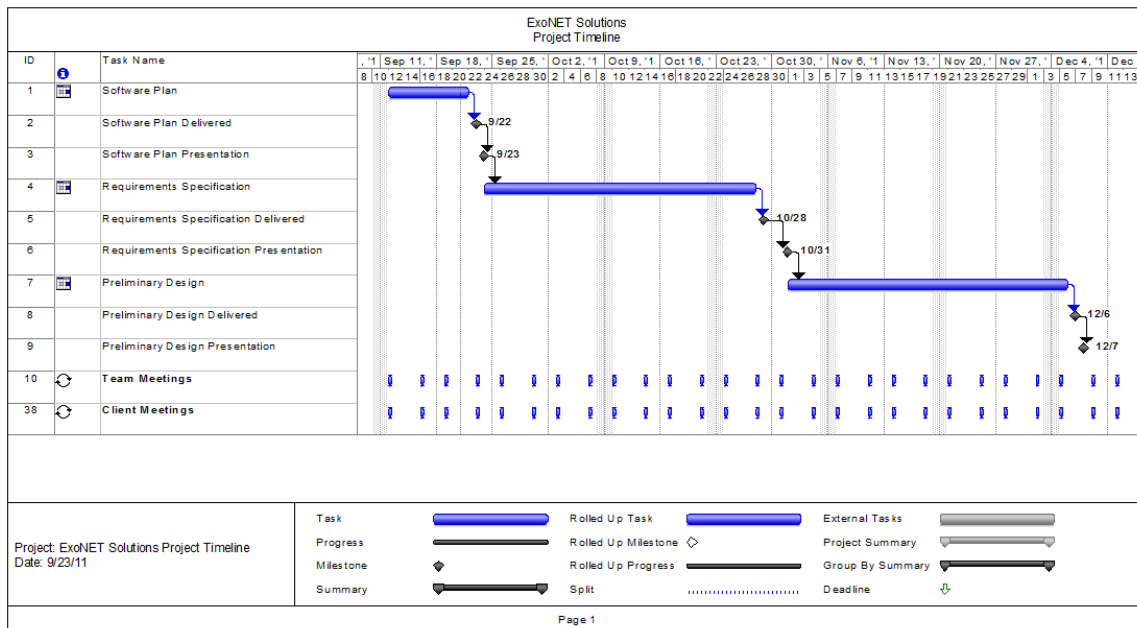 ExoNET Solutions
Project Timeline
ID Task Name , '1 Sep 11, ' Sep 18, ' Sep 25, ' Oct 2, '1 Oct 9, '1 Oct 16, ' Oct 23, ' Oct 30, ' Nov 6, '1 Nov 13, ' Nov 20, ' Nov 27, ' Dec 4, '1 Dec
8 10 12 14 16 18 20 22 24 26 28 30 2 4 6 8 10 12 14 16 18 20 22 24 26 28 30 1 3 5 7 9 11 13 15 17 19 21 23 25 27 29 1 3 5 7 9 11 13
1 Software Plan
2 Software Plan Delivered 9/22
3 Software Plan Presentation 9/23
4 Requirements Specification
5 Requirements Specification Delivered 10/28
6 Requirements Specification Presentation 10/31
7 Preliminary Design
8 Preliminary Design Delivered 12/6
9 Preliminary Design Presentation 12/7
10 Team Meetings
38 Client Meetings
Project: ExoNET Solutions Project Timeline
Date: 9/23/11
Task Rolled Up Task External Tasks
Progress Rolled Up Milestone Project Summary
Milestone Rolled Up Progress Group By Summary
Summary Split Deadline
Page 1